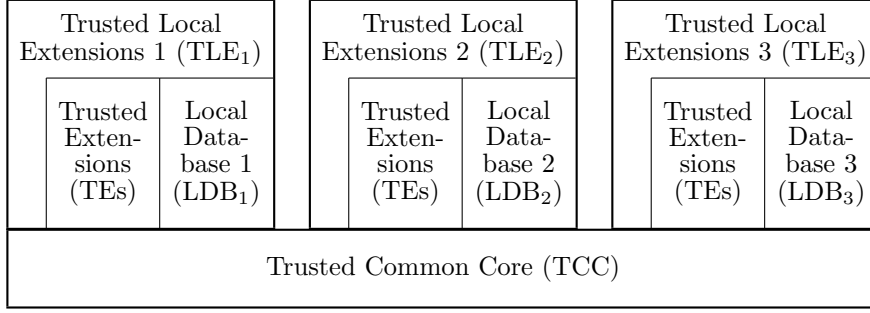 Trusted Local
Extensions 1 (TLE₁)
Trusted
Exten-
sions
(TEs)
Local
Data-
base 1
(LDB₁)
Trusted Local
Extensions 2 (TLE₂)
Trusted
Exten-
sions
(TEs)
Local
Data-
base 2
(LDB₂)
Trusted Local
Extensions 3 (TLE₃)
Trusted
Exten-
sions
(TEs)
Local
Data-
base 3
(LDB₃)
Trusted Common Core (TCC)